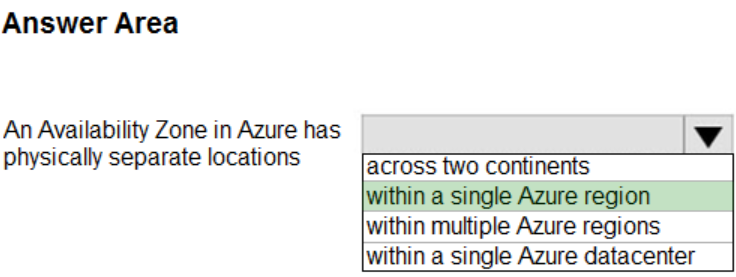 Answer Area
An Availability Zone in Azure has
physically separate locations
across two continents
within a single Azure region
within multiple Azure regions
within a single Azure datacenter